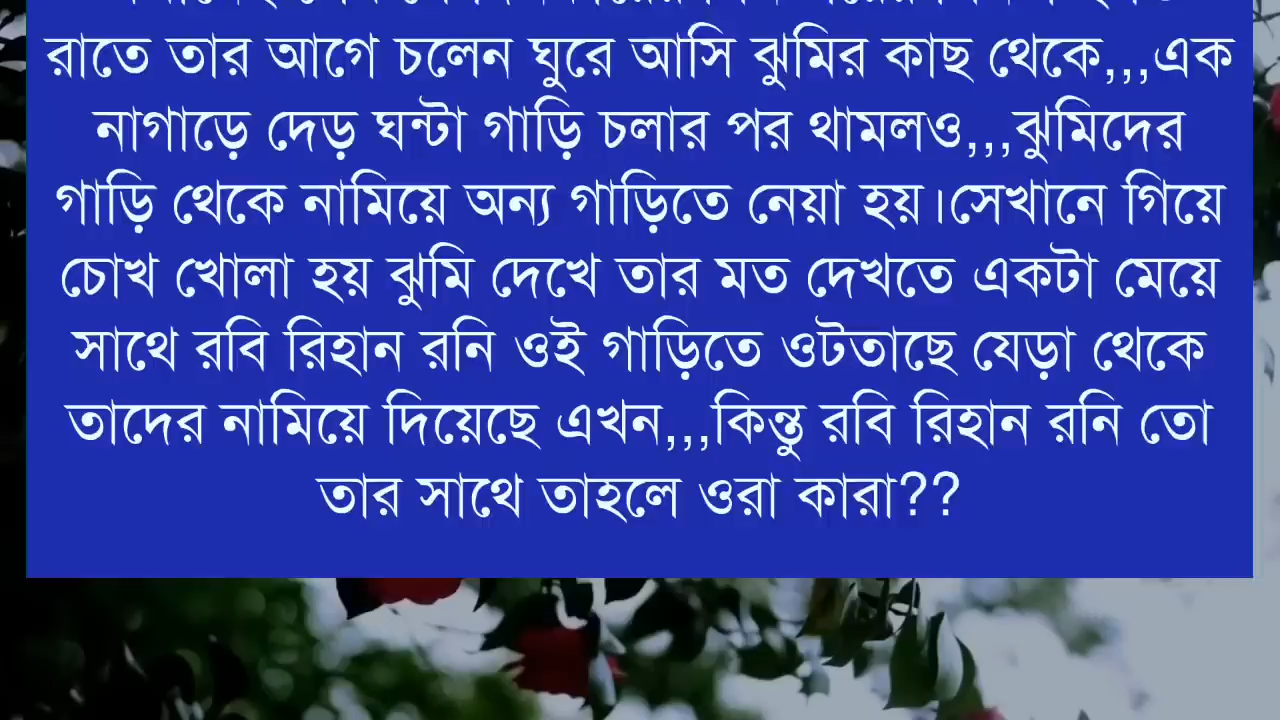 রাতে তার আগে চলেন ঘুরে আসি ঝুমির কাছ থেকে,,,এক
নাগাড়ে দেড় ঘন্টা গাড়ি চলার পর থামলও,,,ঝুমিদের
গাড়ি থেকে নামিয়ে অন্য গাড়িতে নেয়া হয়।সেখানে গিয়ে
চোখ খোলা হয় ঝুমি দেখে তার মত দেখতে একটা মেয়ে
সাথে রবি রিহান রনি ওই গাড়িতে ওটতাছে যেড়া থেকে
তাদের নামিয়ে দিয়েছে এখন,,,কিন্তু রবি রিহান রনি তো
তার সাথে তাহলে ওরা কারা??